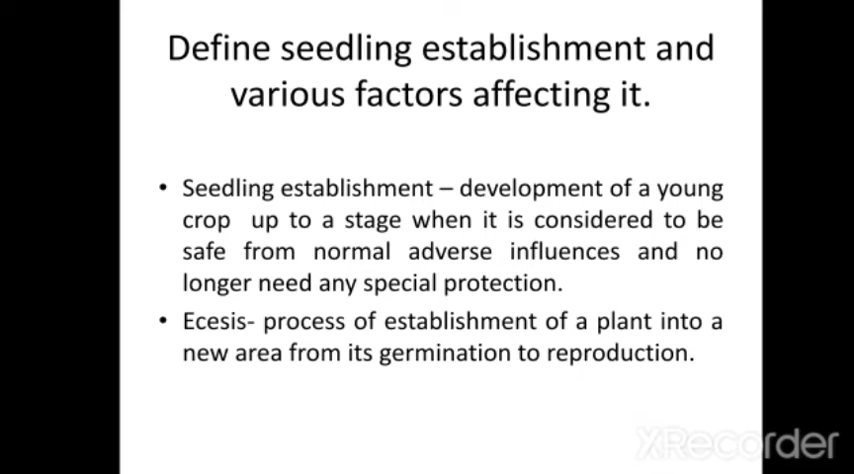 Define seedling establishment and
various factors affecting it.
• Seedling establishment – development of a young
crop up to a stage when it is considered to be
safe from normal adverse influences and no
longer need any special protection.
• Ecesis- process of establishment of a plant into a
new area from its germination to reproduction.
XRecorder